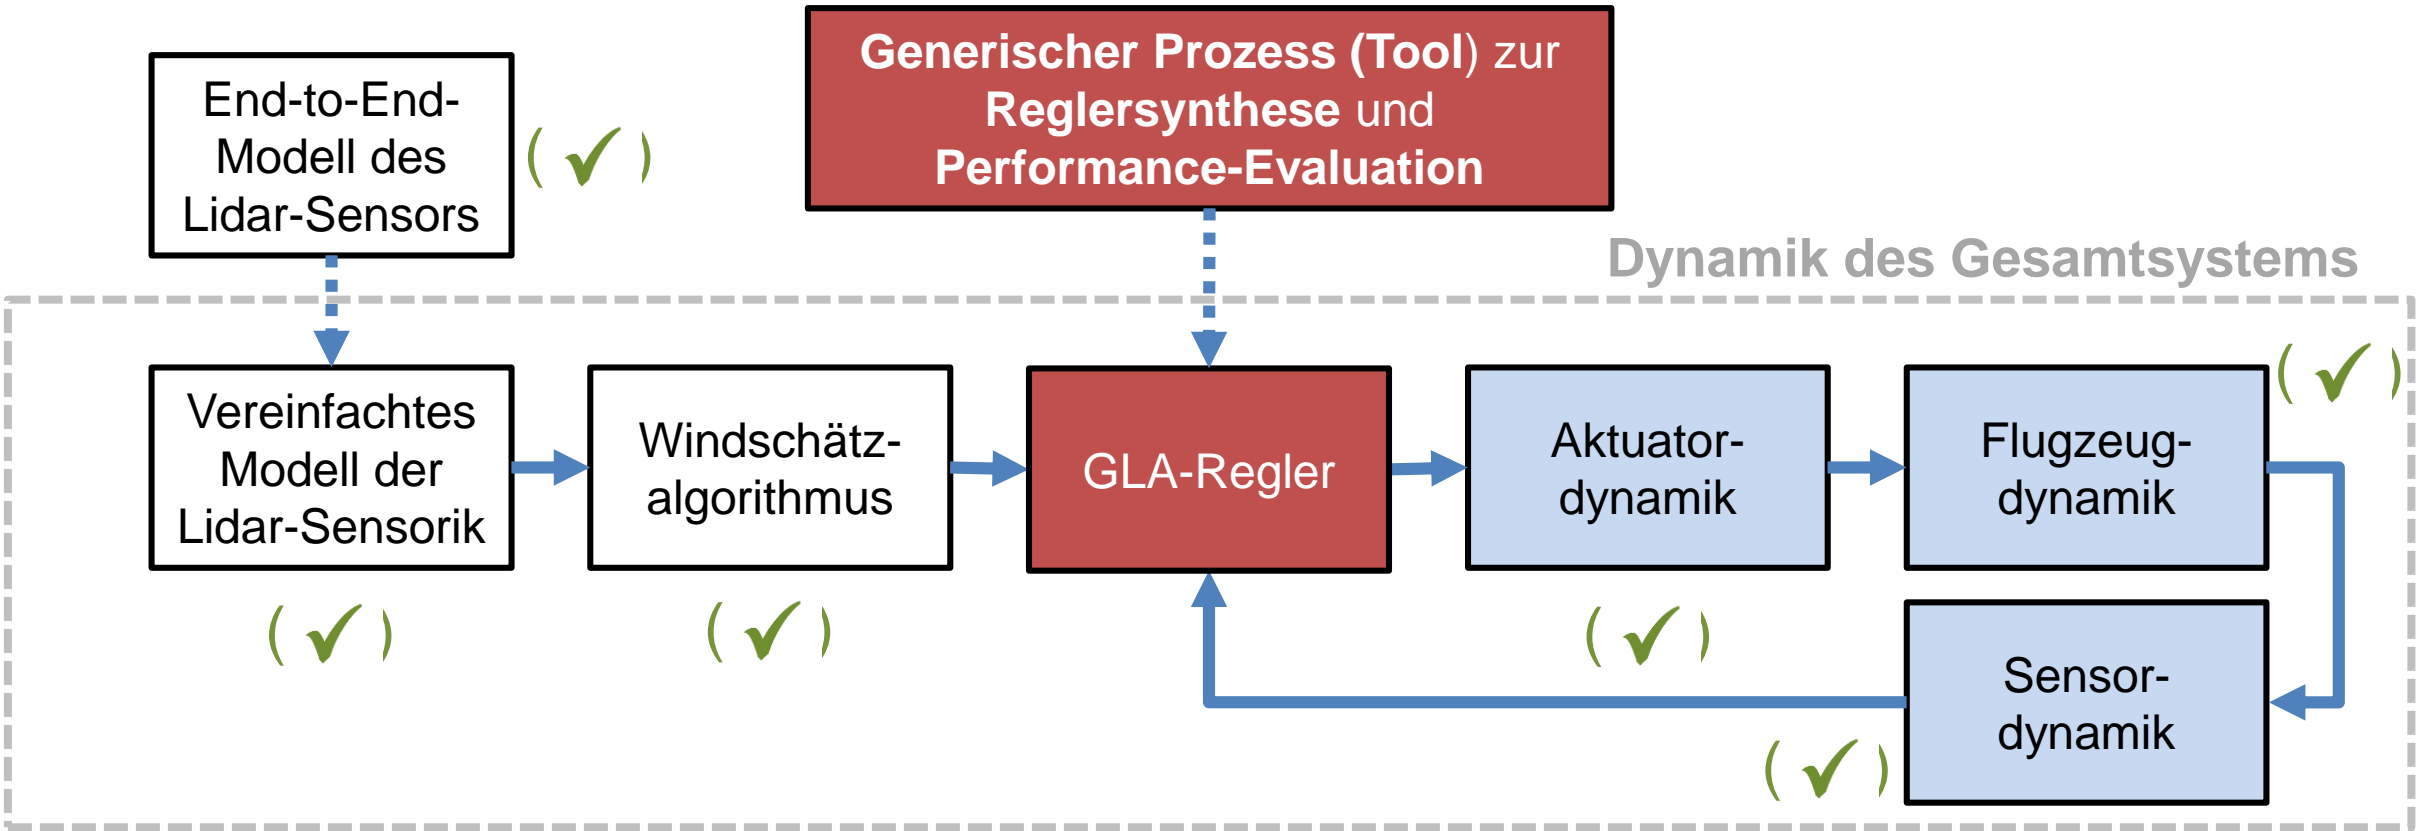 End-to-End-
Modell des
Lidar-Sensors
( ✓ )
Generischer Prozess (Tool) zur
Reglersynthese und
Performance-Evaluation
Dynamik des Gesamtsystems
Vereinfachtes
Modell der
Lidar-Sensorik
( ✓ )
Windschätz-
algorithmus
( ✓ )
GLA-Regler
Aktuator-
dynamik
( ✓ )
Flugzeug-
dynamik
( ✓ )
Sensor-
dynamik
( ✓ )